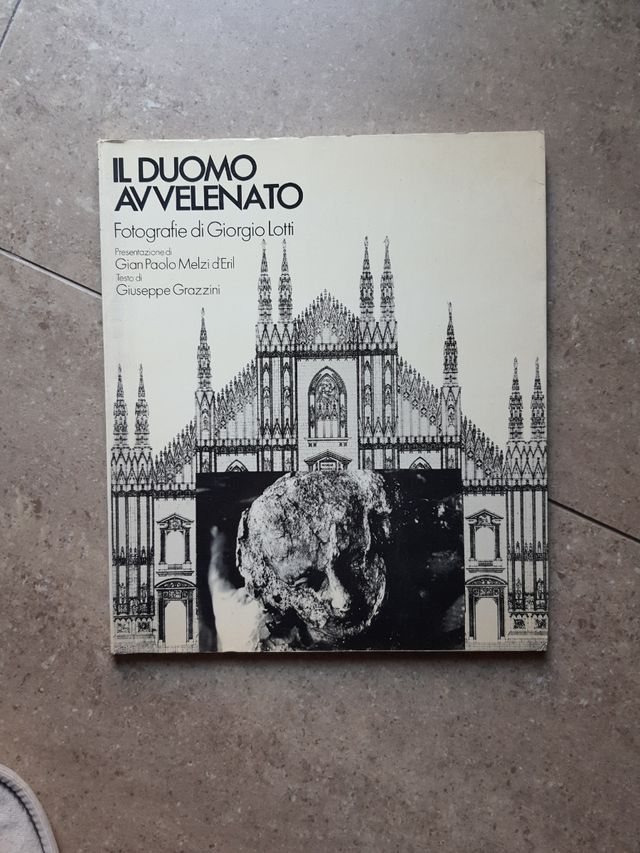 IL DUOMO
AVVELENATO
Fotografie di Giorgio Lotti
Presentazione di
Gian Paolo Melzi d'Eril
Testo di
Giuseppe Grazzini